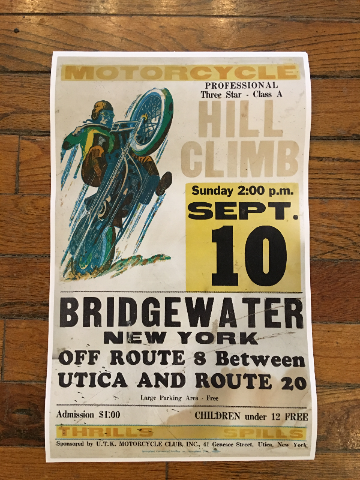 MOTORCYCLE
PROFESSIONAL
Three Star - Class A
HILL
CLIMB
Sunday 2:00 p.m.
SEPT.
10
BRIDGEWATER
NEW YORK
OFF ROUTE 8 Between
UTICA AND ROUTE 20
Large Parking Area - Free
Admission $1:00
CHILDREN under 12 FREE
THRILLS SPILLS
Sponsored by U.T.K. MOTORCYCLE CLUB, INC., 41 Genesee Street, Utica, New York